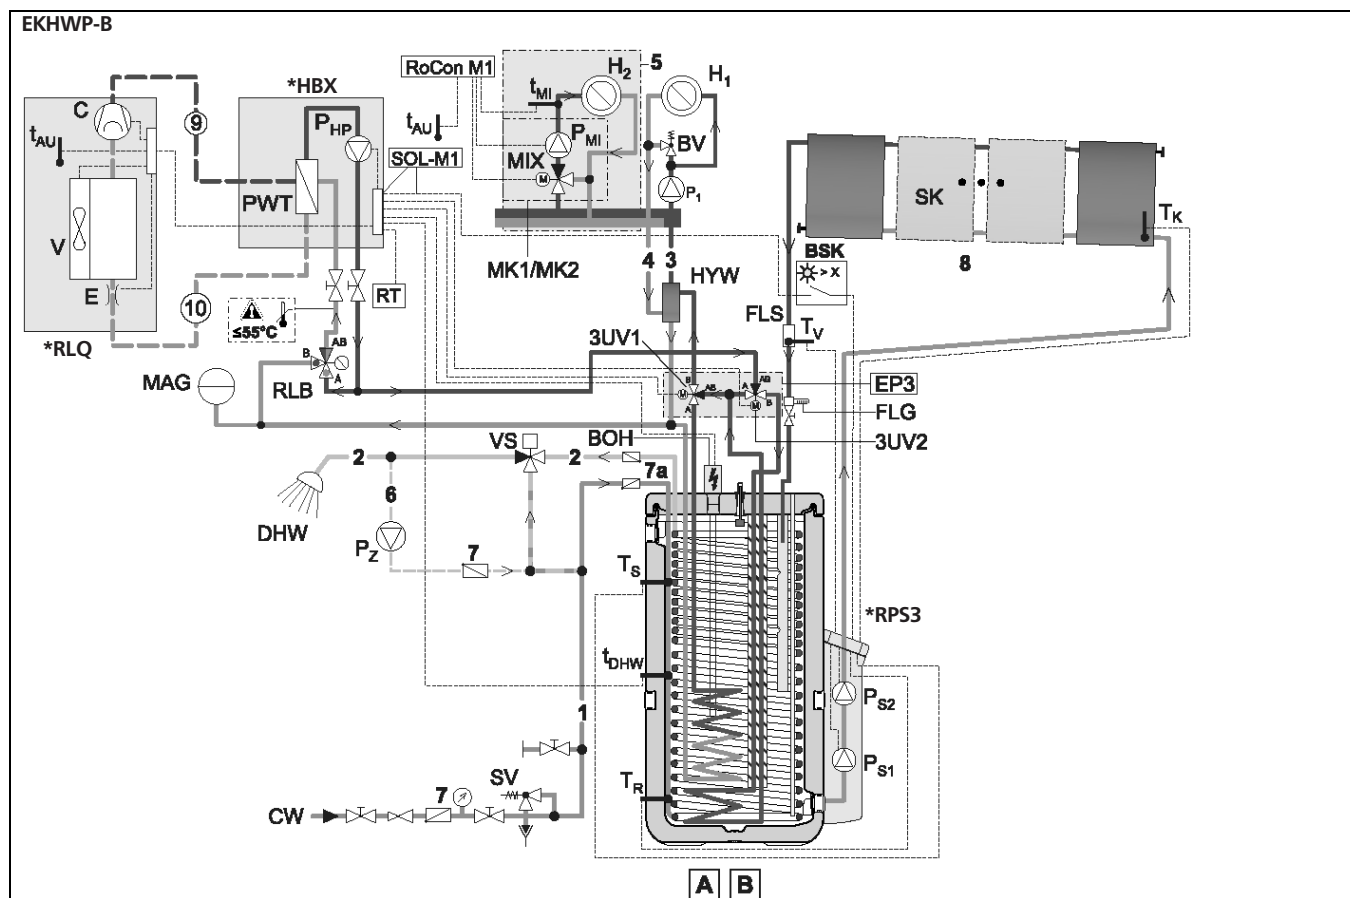 EKHWP-B
RoCon M1
H2
5
H1
*HBX
tMI
C
9
PHP
tAU
PMI
BV
tAU
SOL-M1
MIX
M
P1
SK
TK
PWT
V
MK1/MK2
4
3
HYW
BSK
> x
8
E
10
RT
≤55°C
FLS
TV
*RLQ
3UV1
AB
B
A
MAG
RLB
B
AB
A
M
AB
A
B
M
EP3
FLG
3UV2
VS
BOH
2
2
7a
6
DHW
PZ
7
TS
*RPS3
tDHW
1
PS2
PS1
SV
TR
7
CW
A
B